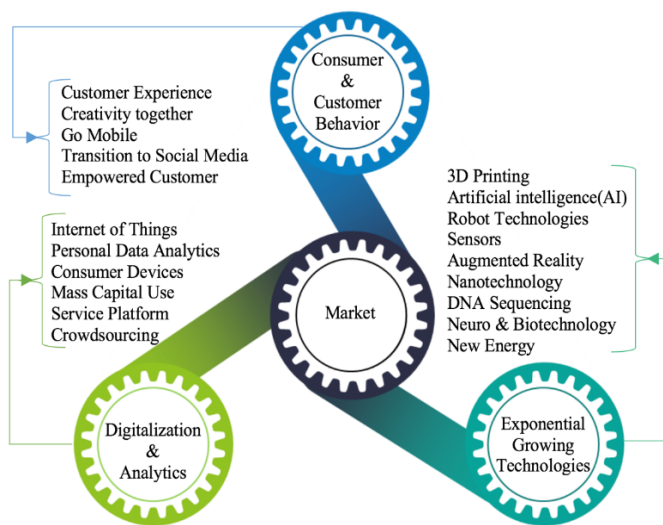 Consumer
&
Customer
Behavior
Customer Experience
Creativity together
Go Mobile
Transition to Social Media
Empowered Customer
3D Printing
Artificial intelligence(AI)
Robot Technologies
Sensors
Augmented Reality
Nanotechnology
DNA Sequencing
Neuro & Biotechnology
New Energy
Internet of Things
Personal Data Analytics
Consumer Devices
Mass Capital Use
Service Platform
Crowdsourcing
Market
Digitalization
&
Analytics
Exponential
Growing
Technologies